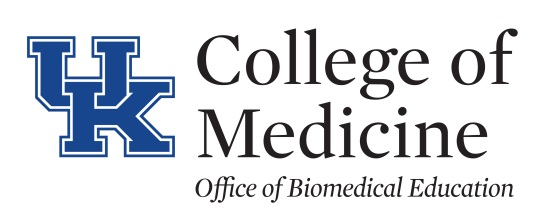 UK
College of
Medicine
Office of Biomedical Education